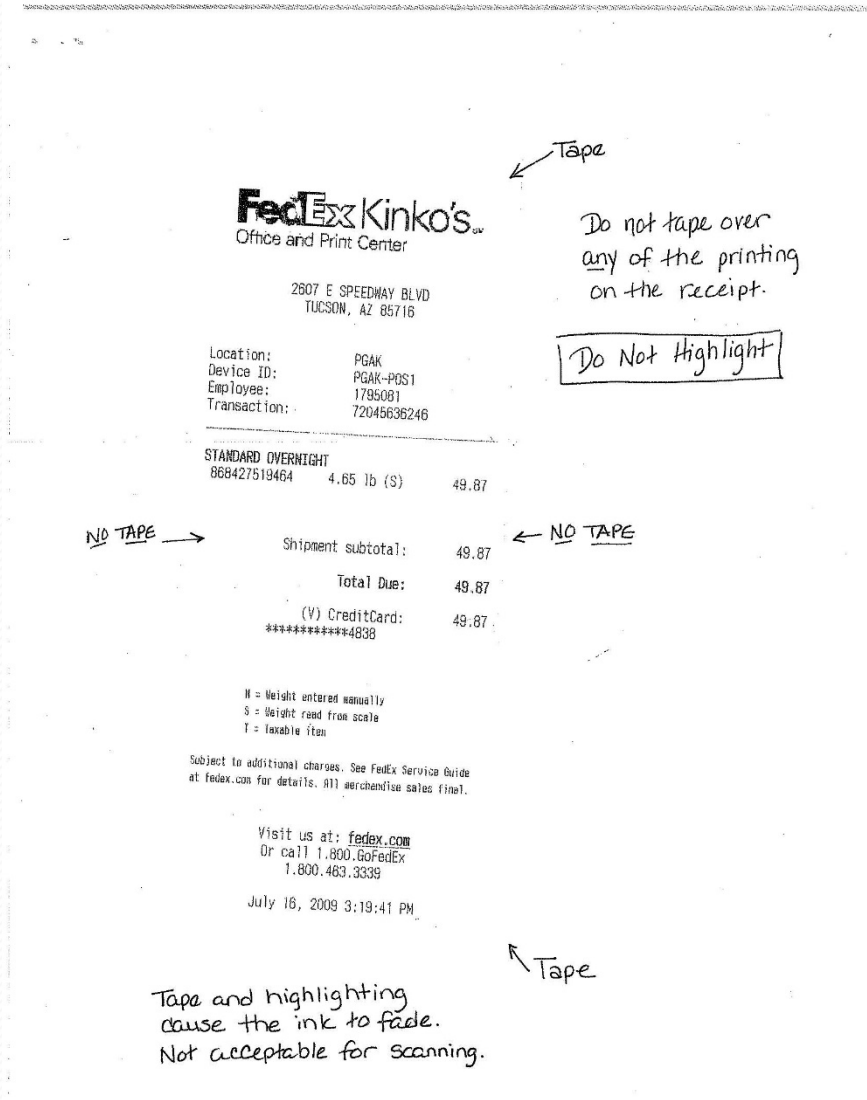 Tape
FedEx Kinko's
Office and Print Center
Do not tape over
any of the printing
on the receipt.
2607 E SPEEDWAY BLVD
TUCSON, AZ 85716
Do Not Highlight
Location: PGAK
Device ID: PGAK-POS1
Employee: 1795081
Transaction: 72045636246
STANDARD OVERNIGHT
868427519464 4.65 lb (S) 49.87
NO TAPE
NO TAPE
Shipment subtotal: 49.87
Total Due: 49.87
(V) CreditCard: 49.87
************4838
M = Weight entered manually
S = Weight read from scale
T = Taxable item
Subject to additional charges. See FedEx Service Guide
at fedex.com for details. All merchandise sales final.
Visit us at: fedex.com
Or call 1.800.GoFedEx
1.800.463.3339
July 16, 2009 3:19:41 PM
Tape
Tape and highlighting
cause the ink to fade.
Not acceptable for scanning.